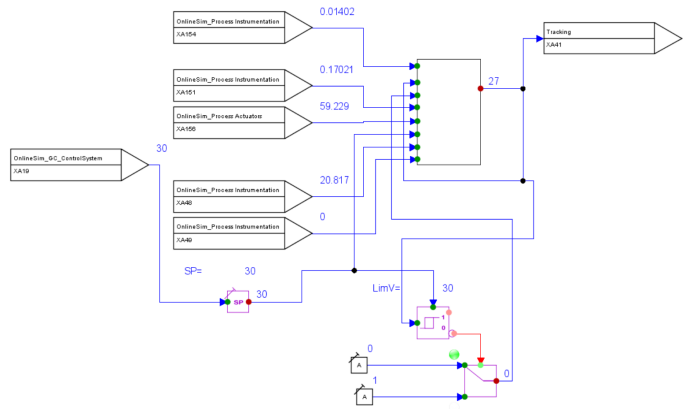 0.01402
OnlineSim_Process Instrumentation
XA154
Tracking
XA41
0.17021
OnlineSim_Process Instrumentation
XA151
27
59.229
OnlineSim_Process Actuators
XA156
30
OnlineSim_GC_ControlSystem
XA19
20.817
OnlineSim_Process Instrumentation
XA48
0
OnlineSim_Process Instrumentation
XA49
SP= 30
30
SP
LimV= 30
1
0
0
A
0
1
A